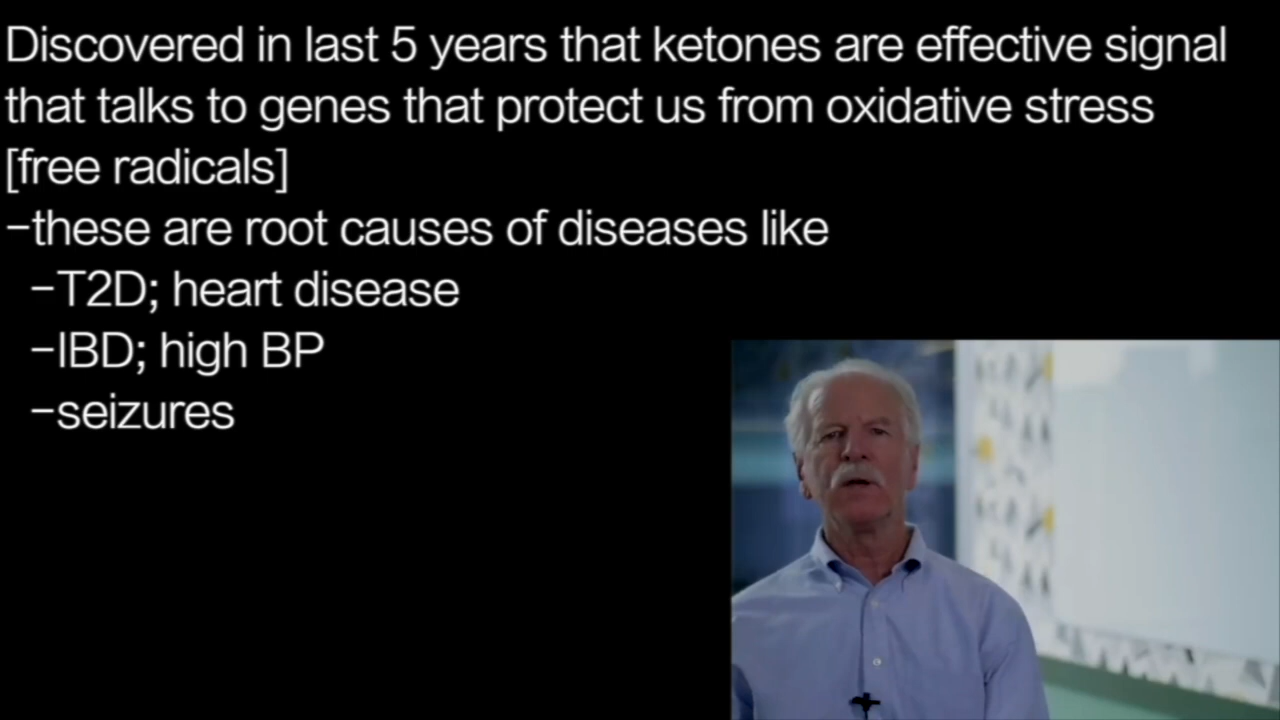 Discovered in last 5 years that ketones are effective signal
that talks to genes that protect us from oxidative stress
[free radicals]
−these are root causes of diseases like
−T2D; heart disease
−IBD; high BP
−seizures